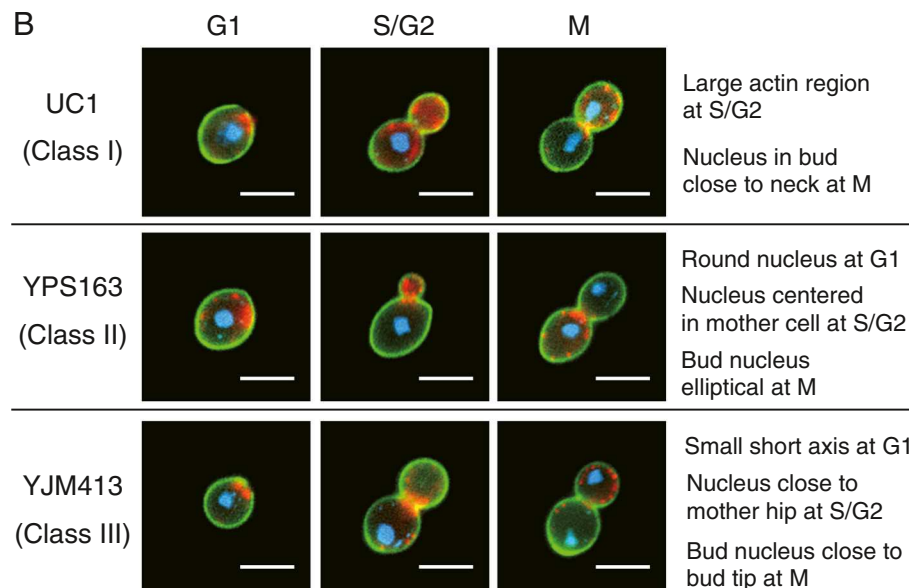 B
G1
S/G2
M
UC1
(Class I)
Large actin region
at S/G2
Nucleus in bud
close to neck at M
YPS163
(Class II)
Round nucleus at G1
Nucleus centered
in mother cell at S/G2
Bud nucleus
elliptical at M
YJM413
(Class III)
Small short axis at G1
Nucleus close to
mother hip at S/G2
Bud nucleus close to
bud tip at M